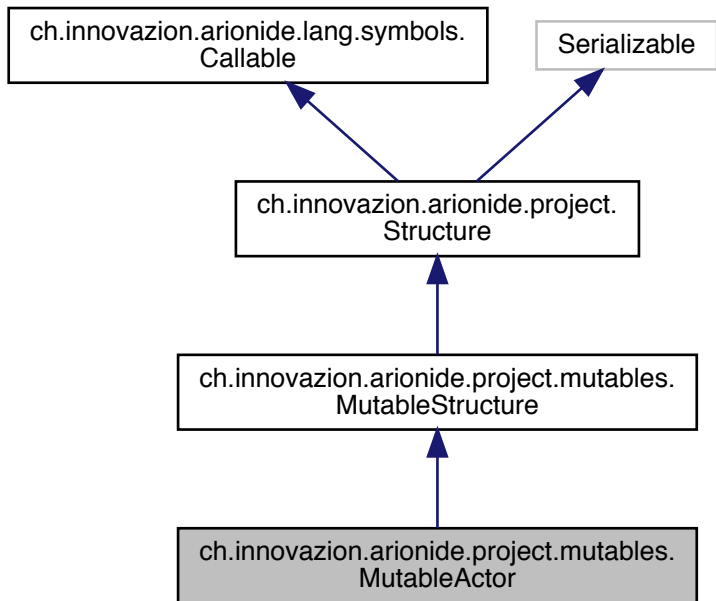 ch.innovazion.arionide.lang.symbols.
Callable
Serializable
ch.innovazion.arionide.project.
Structure
ch.innovazion.arionide.project.mutables.
MutableStructure
ch.innovazion.arionide.project.mutables.
MutableActor